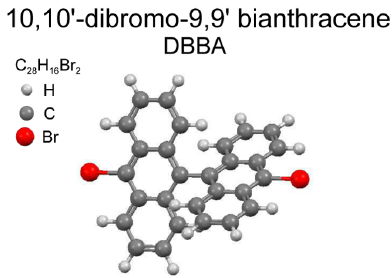 10,10'-dibromo-9,9' bianthracene
DBBA
C₂₈H₁₆Br₂
H
C
Br